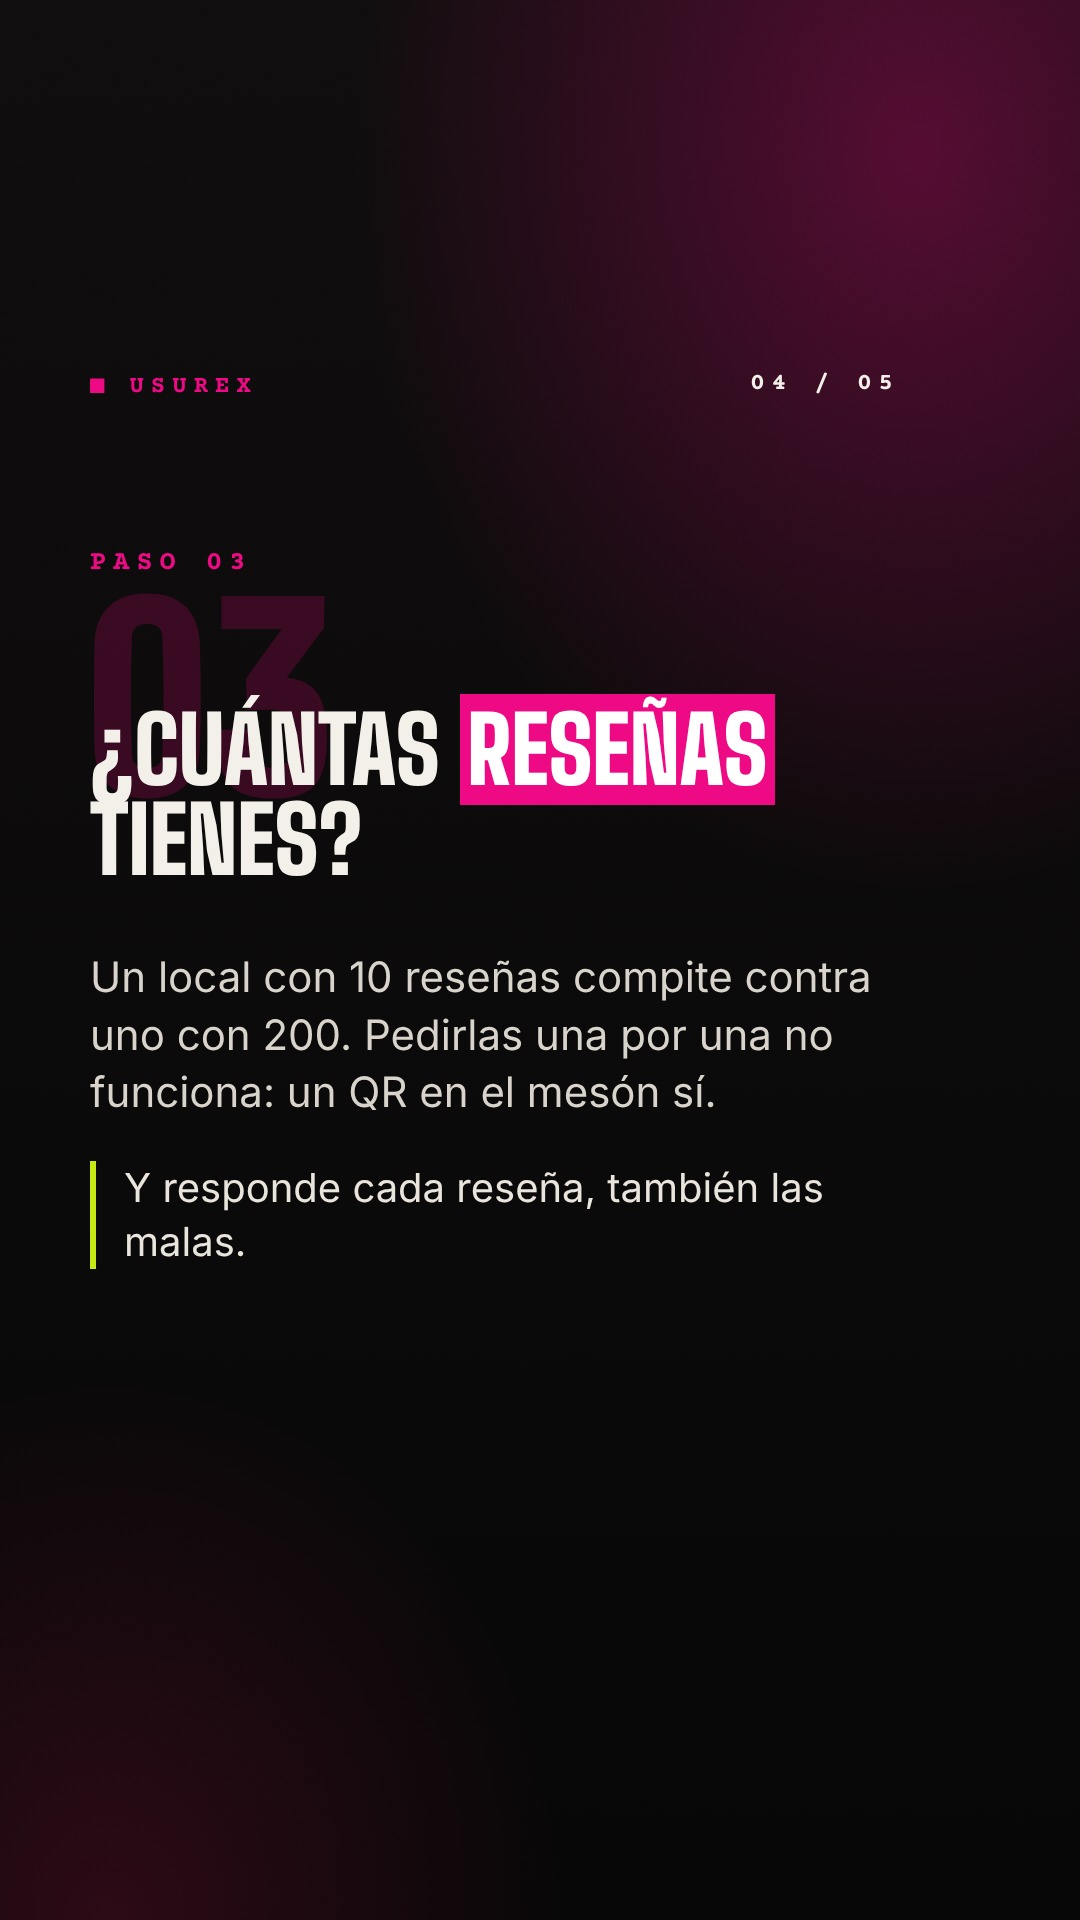 USUREX
04 / 05
PASO 03
03
¿CUÁNTAS RESEÑAS
TIENES?
Un local con 10 reseñas compite contra
uno con 200. Pedirlas una por una no
funciona: un QR en el mesón sí.
Y responde cada reseña, también las
malas.